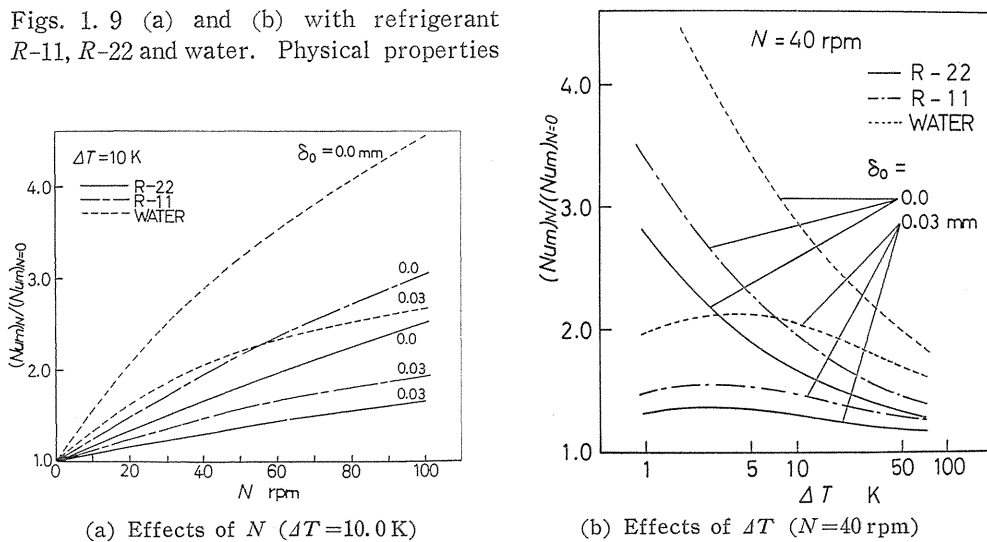 Figs. 1. 9 (a) and (b) with refrigerant
R-11, R-22 and water. Physical properties
(Num)N/(Num)N=0
4.0
3.0
2.0
1.0
ΔT=10 K
R-22
R-11
WATER
δ0 = 0.0 mm
0.0
0.03
0.0
0.03
0.03
0 20 40 60 80 100
N rpm
(a) Effects of N (ΔT=10. 0 K)
(Num)N/(Num)N=0
4.0
3.0
2.0
1.0
N = 40 rpm
R - 22
R - 11
WATER
δ0 =
0.0
0.03 mm
1 5 10 50 100
ΔT K
(b) Effects of ΔT (N=40 rpm)